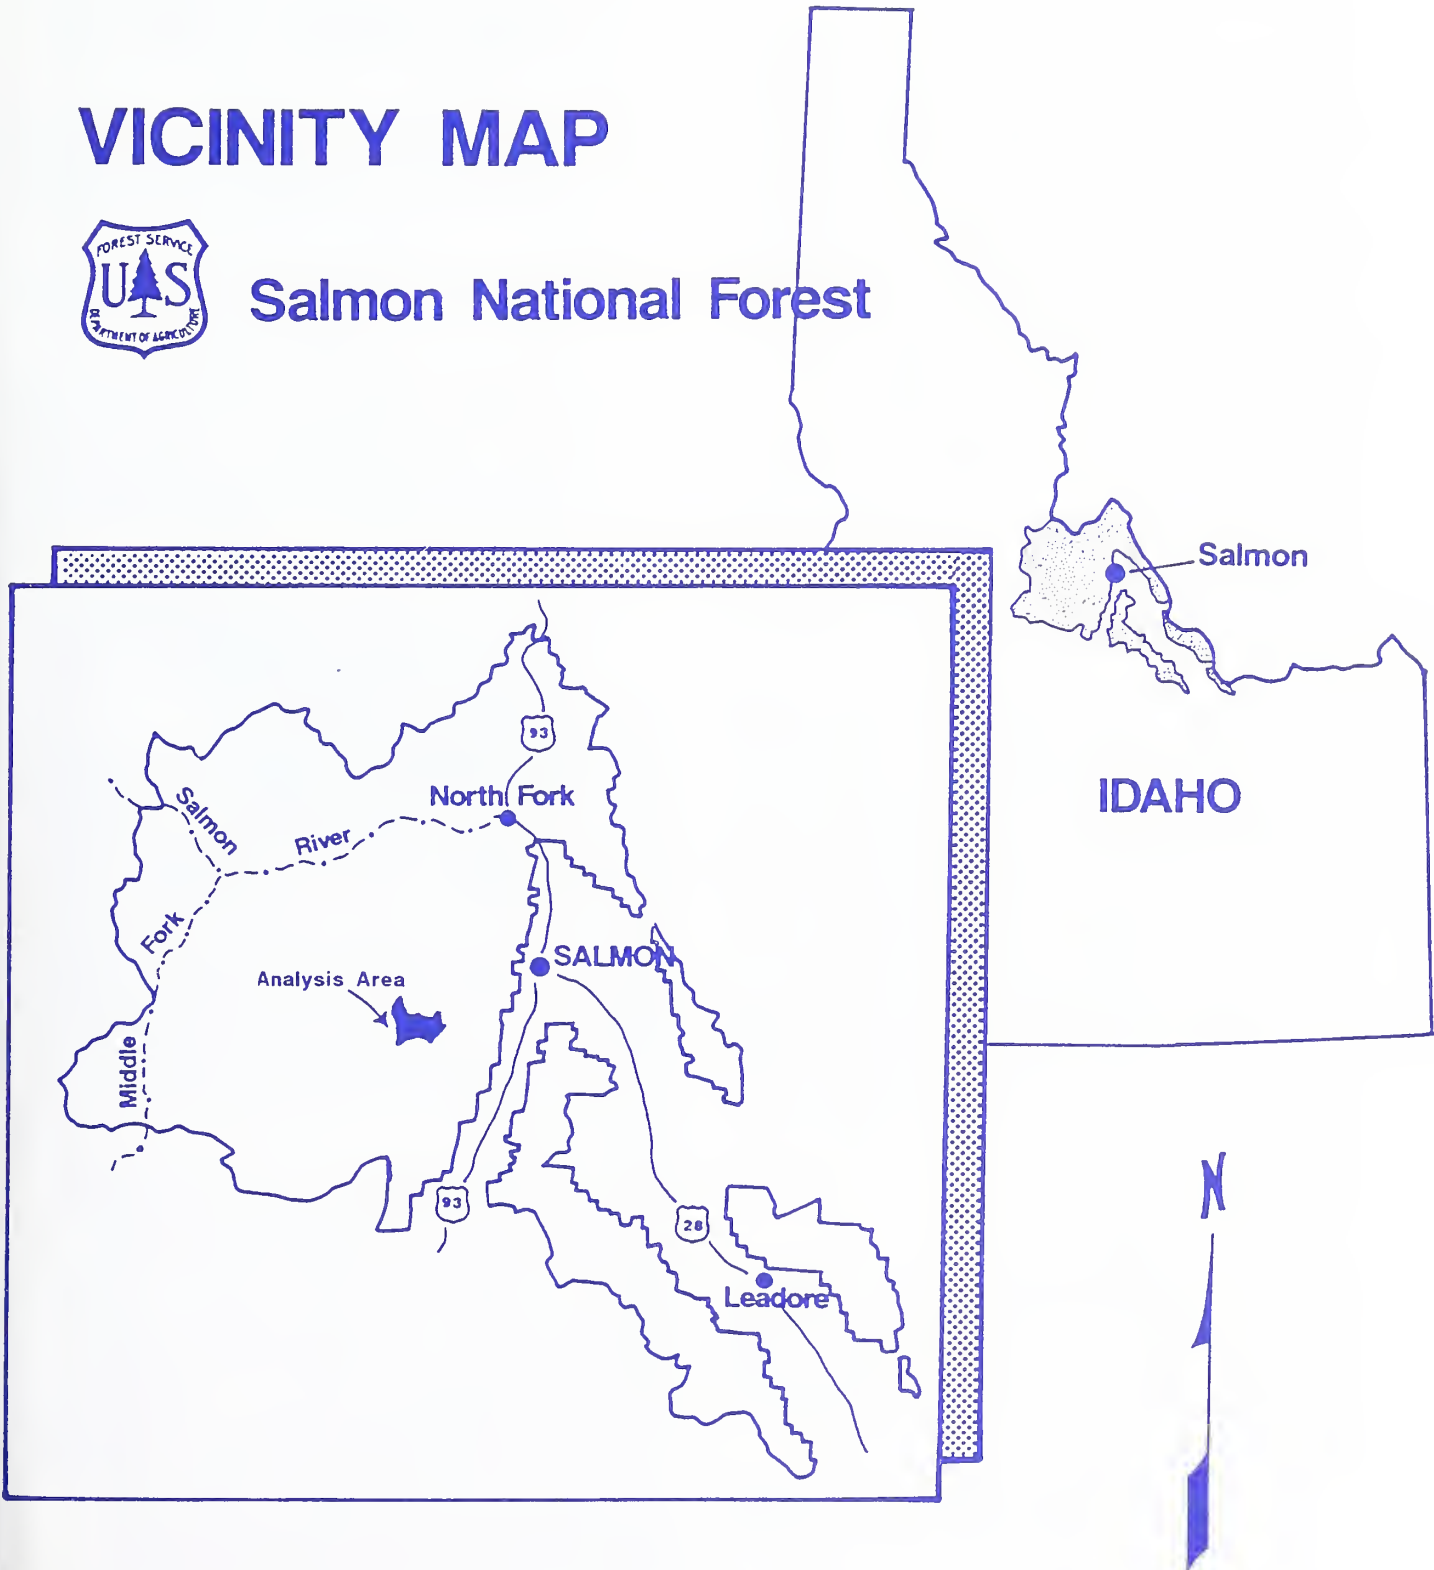 VICINITY MAP
FOREST SERVICE
US
DEPARTMENT OF AGRICULTURE
Salmon National Forest
Salmon
IDAHO
93
North Fork
Salmon
River
Fork
SALMON
Analysis Area
Middle
93
28
Leadore
N